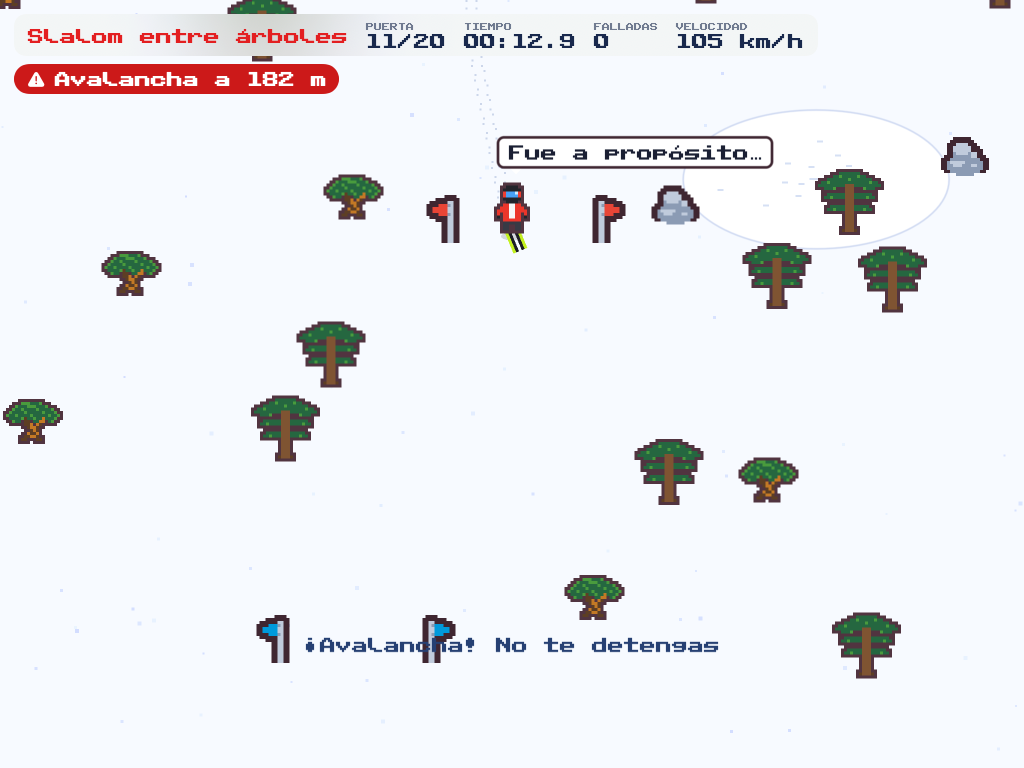 Slalom entre árboles
PUERTA
11/20
TIEMPO
00:12.9
FALLADAS
0
VELOCIDAD
105 km/h
Avalancha a 182 m
Fue a propósito…
¡Avalancha! No te detengas